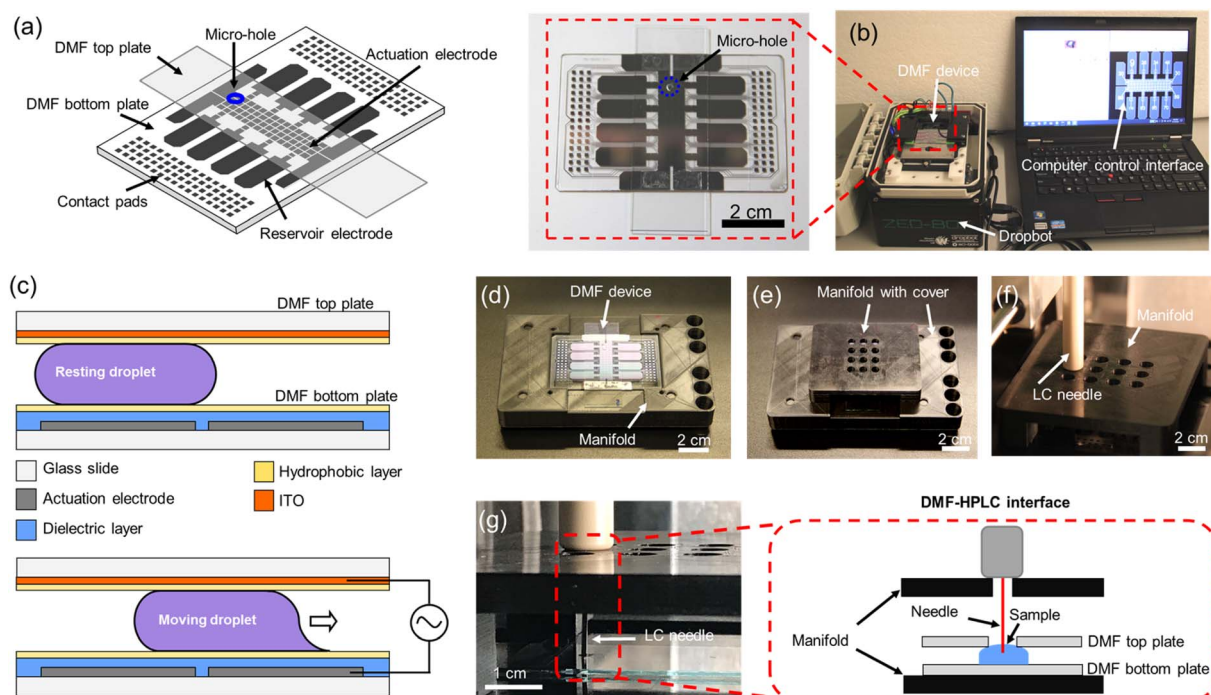 (a)
DMF top plate
Micro-hole
Actuation electrode
DMF bottom plate
Contact pads
Reservoir electrode
Micro-hole
2 cm
(b)
DMF device
Computer control interface
ZED-80
Dropbot
(c)
DMF top plate
Resting droplet
DMF bottom plate
Glass slide
Actuation electrode
Dielectric layer
Hydrophobic layer
ITO
Moving droplet
(d)
DMF device
Manifold
2 cm
(e)
Manifold with cover
2 cm
(f)
Manifold
LC needle
2 cm
(g)
LC needle
1 cm
DMF-HPLC interface
Needle
Sample
Manifold
DMF top plate
DMF bottom plate